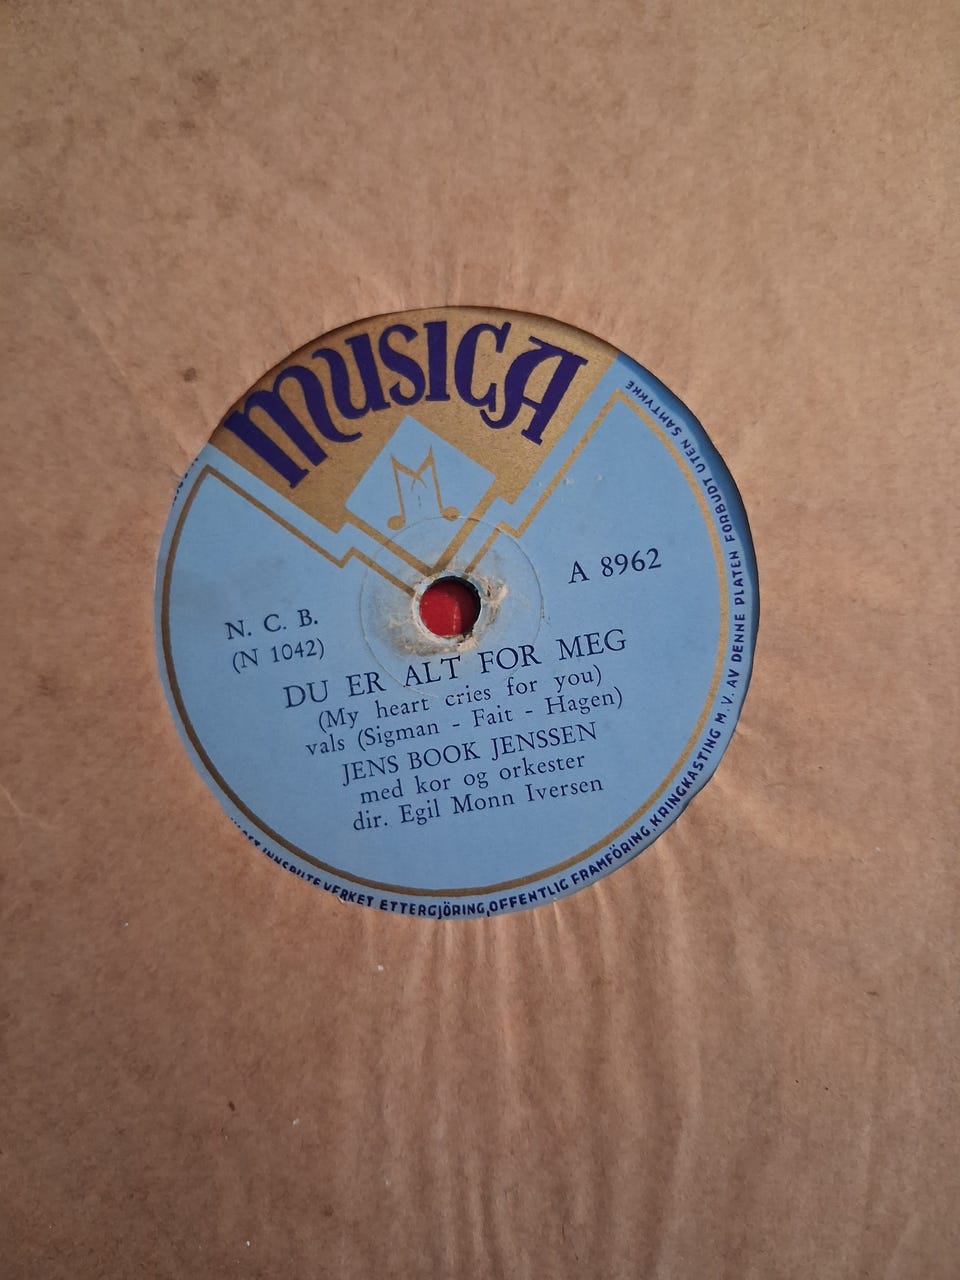 MUSICA
M
A 8962
N. C. B.
(N 1042)
DU ER ALT FOR MEG
(My heart cries for you)
vals (Sigman - Fait - Hagen)
JENS BOOK JENSSEN
med kor og orkester
dir. Egil Monn Iversen
INNSPILTE VERKET ETTERGJÖRING, OFFENTLIG FRAMFÖRING, KRINGKASTING M. V. AV DENNE PLATEN FORBUDT UTEN SAMTYKKE